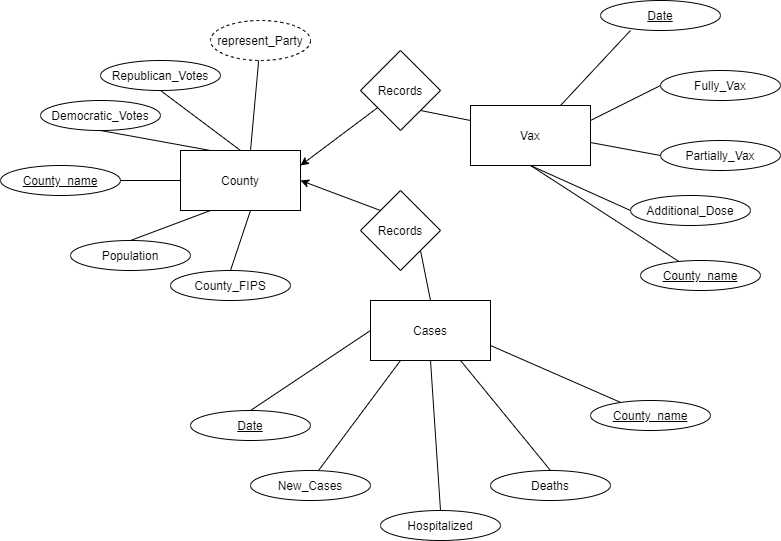 Date
represent_Party
Republican_Votes
Records
Fully_Vax
Democratic_Votes
Vax
Partially_Vax
County_name
County
Additional_Dose
Records
Population
County_FIPS
County_name
Cases
Date
County_name
New_Cases
Deaths
Hospitalized